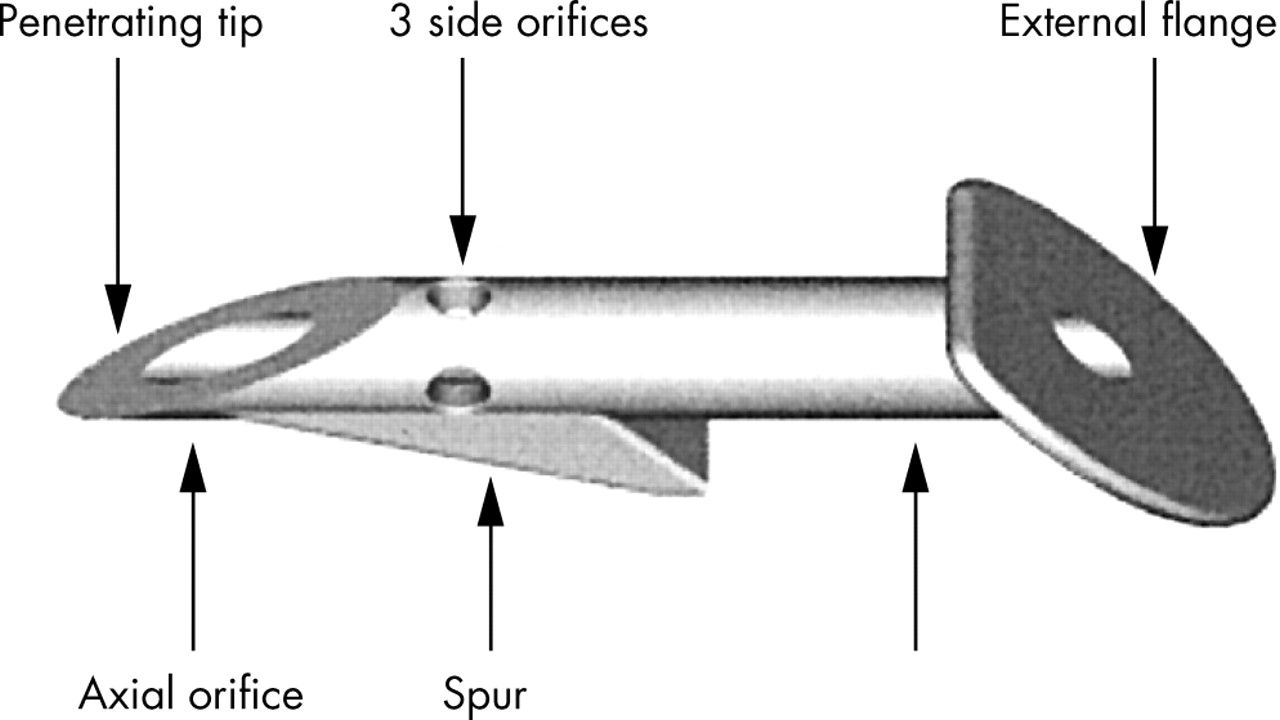 Penetrating tip
3 side orifices
External flange
Axial orifice
Spur